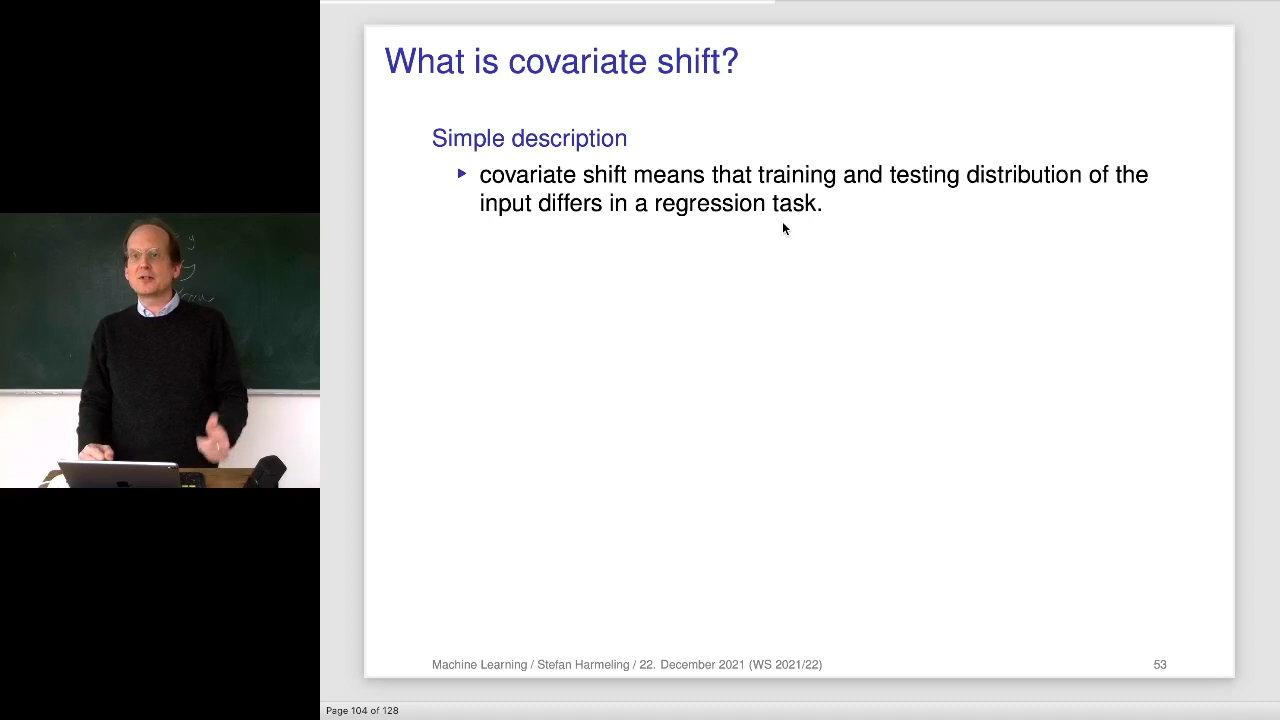 What is covariate shift?
Simple description
covariate shift means that training and testing distribution of the
input differs in a regression task.
Machine Learning / Stefan Harmeling / 22. December 2021 (WS 2021/22)
53
Page 104 of 128